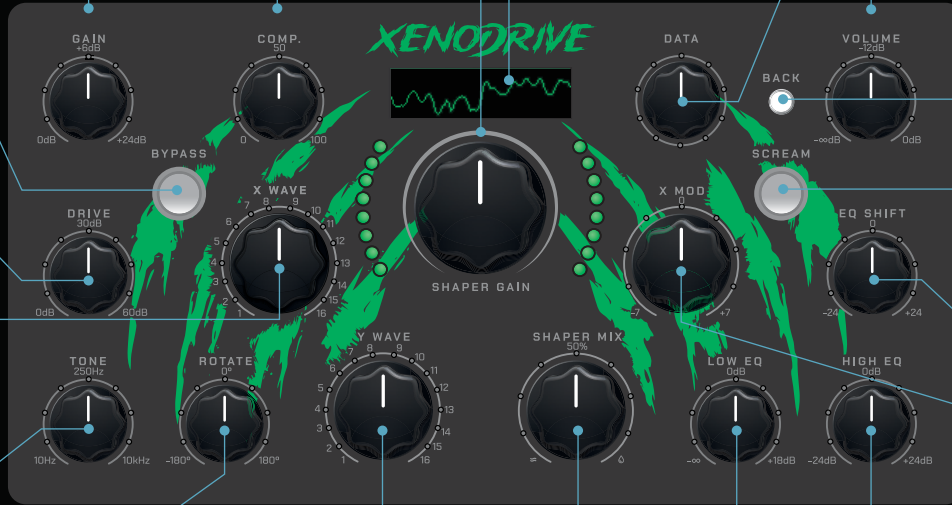 XENODRIVE
GAIN
+6dB
0dB
+24dB
COMP.
50
0
100
DATA
BACK
VOLUME
-12dB
-∞dB
0dB
BYPASS
SCREAM
DRIVE
30dB
0dB
60dB
X WAVE
1
2
3
4
5
6
7
8
9
10
11
12
13
14
15
16
SHAPER GAIN
X MOD
0
-7
+7
EQ SHIFT
0
-24
+24
TONE
250Hz
10Hz
10kHz
ROTATE
0°
-180°
180°
Y WAVE
1
2
3
4
5
6
7
8
9
10
11
12
13
14
15
16
SHAPER MIX
50%
LOW EQ
0dB
-∞
+18dB
HIGH EQ
0dB
-24dB
+24dB